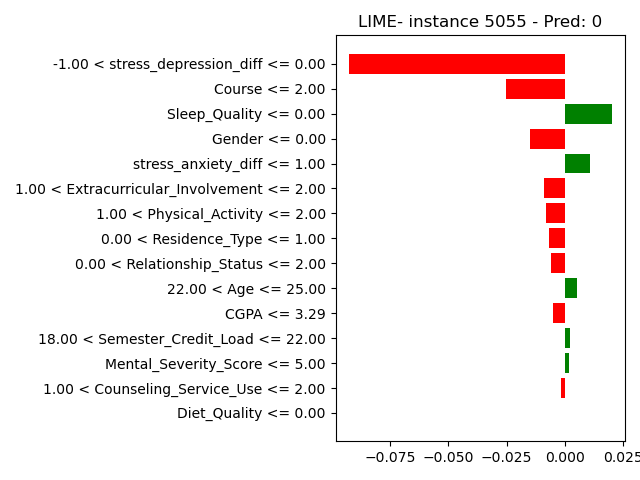 LIME- instance 5055 - Pred: 0
-1.00 < stress_depression_diff <= 0.00
Course <= 2.00
Sleep_Quality <= 0.00
Gender <= 0.00
stress_anxiety_diff <= 1.00
1.00 < Extracurricular_Involvement <= 2.00
1.00 < Physical_Activity <= 2.00
0.00 < Residence_Type <= 1.00
0.00 < Relationship_Status <= 2.00
22.00 < Age <= 25.00
CGPA <= 3.29
18.00 < Semester_Credit_Load <= 22.00
Mental_Severity_Score <= 5.00
1.00 < Counseling_Service_Use <= 2.00
Diet_Quality <= 0.00
−0.075 −0.050 −0.025 0.000 0.025